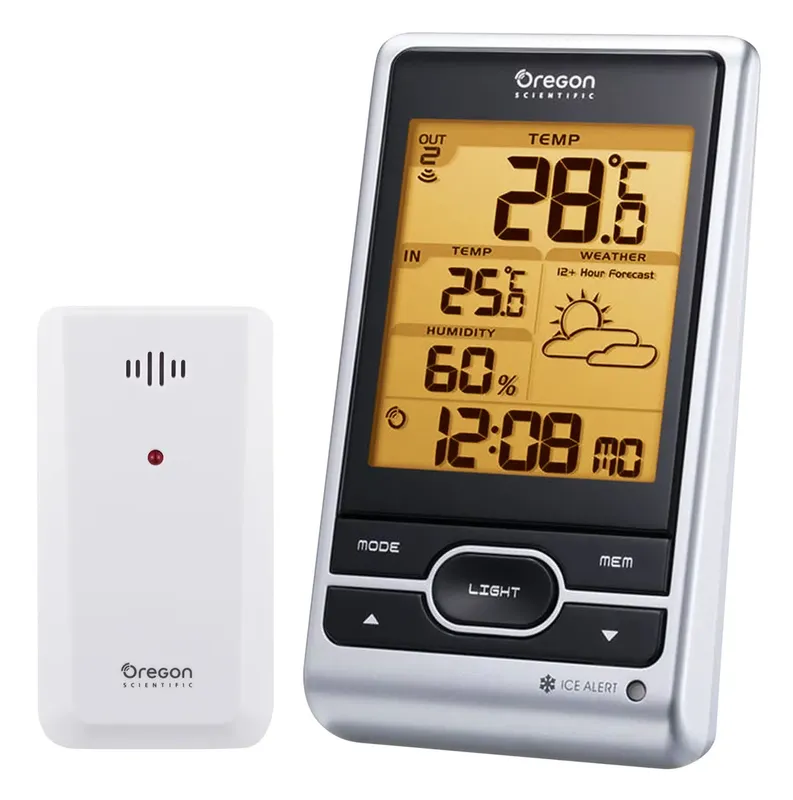 Oregon
SCIENTIFIC
OUT
2
TEMP
28.0°C
IN
TEMP
25.0°C
HUMIDITY
60%
WEATHER
12+ Hour Forecast
12:08 MO
MODE
MEM
LIGHT
ICE ALERT
Oregon
SCIENTIFIC